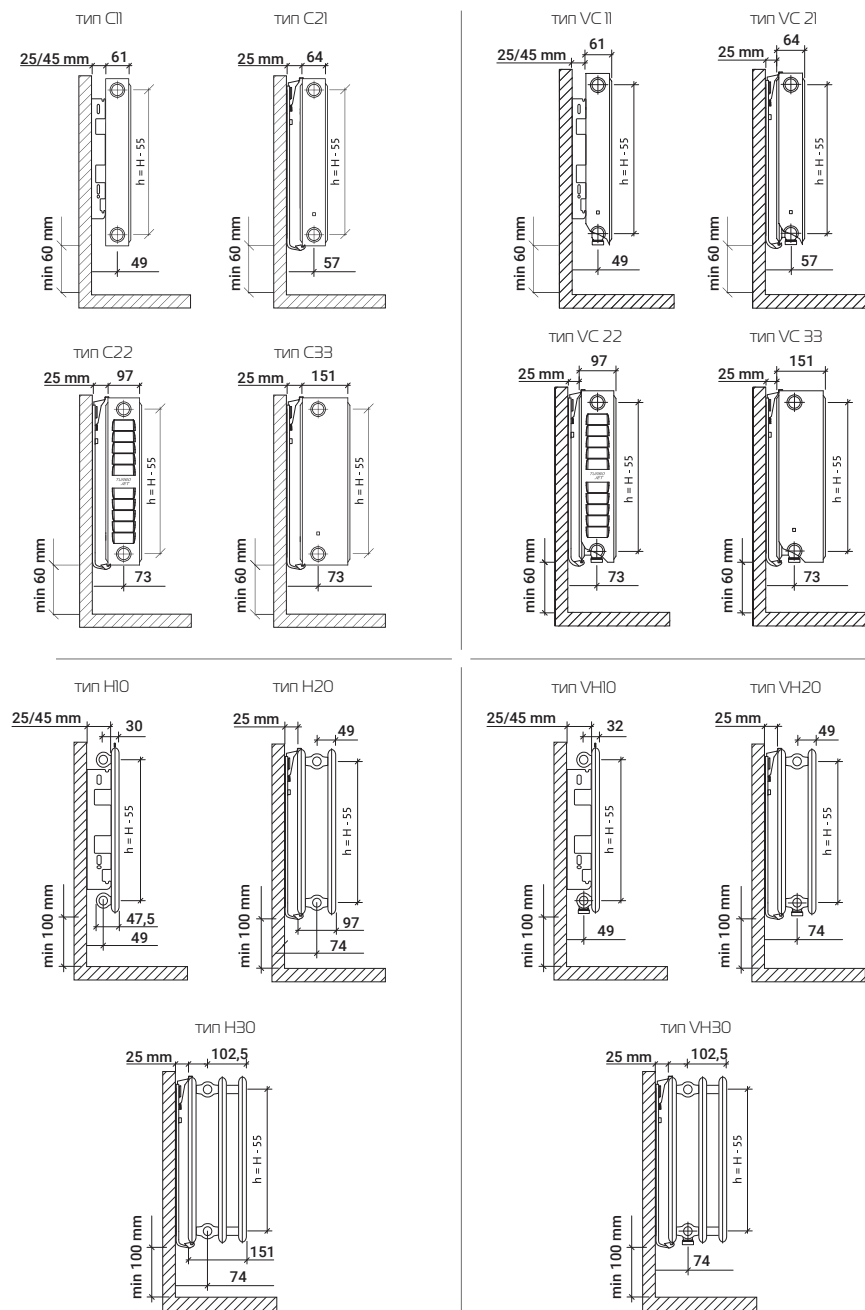 тип C11
25/45 mm 61
h = H - 55
min 60 mm
49
тип C21
25 mm 64
h = H - 55
57
тип VC 11
25/45 mm 61
h = H - 55
min 60 mm
49
тип VC 21
25 mm 64
h = H - 55
min 60 mm
57
тип C22
25 mm 97
TURBO
JET
h = H - 55
min 60 mm
73
тип C33
25 mm 151
h = H - 55
min 60 mm
73
тип VC 22
25 mm 97
TURBO
JET
h = H - 55
min 60 mm
73
тип VC 33
25 mm 151
h = H - 55
min 60 mm
73
тип H10
25/45 mm 30
h = H - 55
min 100 mm
47,5
49
тип H20
25 mm 49
h = H - 55
min 100 mm
97
74
тип VH10
25/45 mm 32
h = H - 55
min 100 mm
49
тип VH20
25 mm 49
h = H - 55
min 100 mm
74
тип H30
25 mm 102,5
h = H - 55
min 100 mm
151
74
тип VH30
25 mm 102,5
h = H - 55
min 100 mm
74